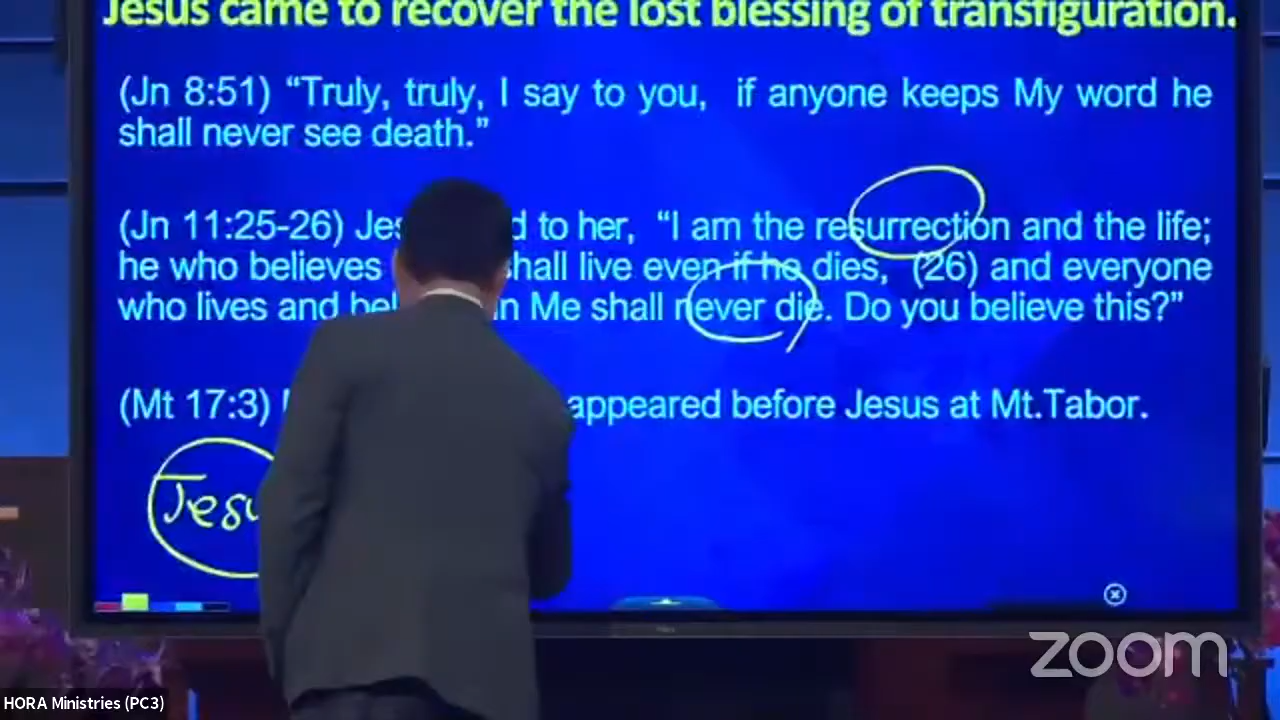 Jesus came to recover the lost blessing of transfiguration.
(Jn 8:51) “Truly, truly, I say to you, if anyone keeps My word he
shall never see death.”
(Jn 11:25-26) to her, “I am the resurrection and the life;
he who believes shall live even if he dies, (26) and everyone
who lives and in Me shall never die. Do you believe this?”
(Mt 17:3) appeared before Jesus at Mt.Tabor.
zoom
HORA Ministries (PC3)